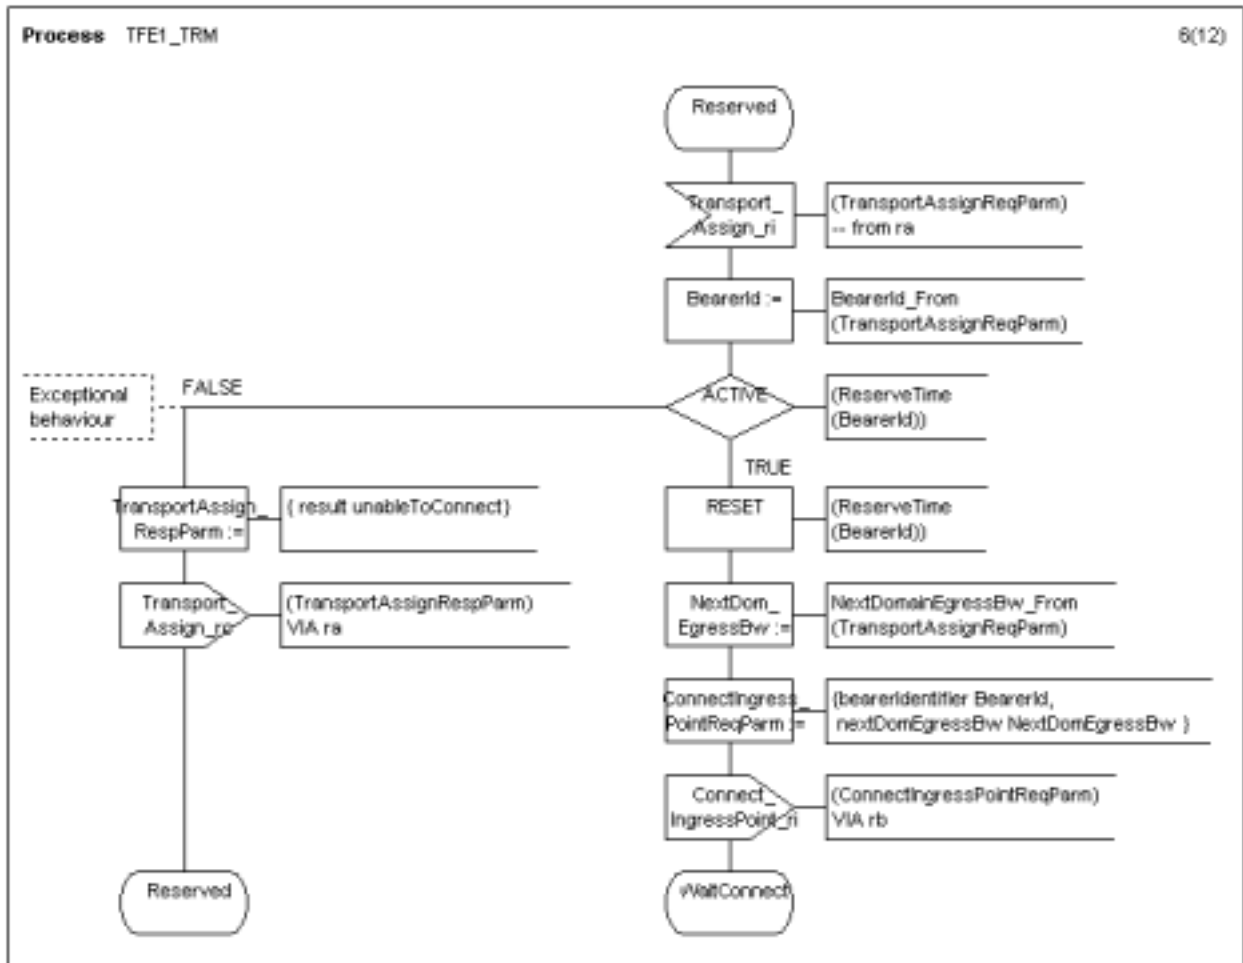 Process TFE1_TRM
6(12)
Reserved
Transport_
Assign_ri
(TransportAssignReqParm)
-- from ra
BearerId :=
BearerId_From
(TransportAssignReqParm)
Exceptional
behaviour
FALSE
ACTIVE
(ReserveTime
(BearerId))
TRUE
TransportAssign_
RespParm :=
{ result unableToConnect}
RESET
(ReserveTime
(BearerId))
Transport_
Assign_rc
(TransportAssignRespParm)
VIA ra
NextDom_
EgressBw :=
NextDomainEgressBw_From
(TransportAssignReqParm)
ConnectIngress_
PointReqParm :=
{bearerIdentifier BearerId,
nextDomEgressBw NextDomEgressBw }
Connect_
IngressPoint_ri
(ConnectIngressPointReqParm)
VIA rb
Reserved
WaitConnect